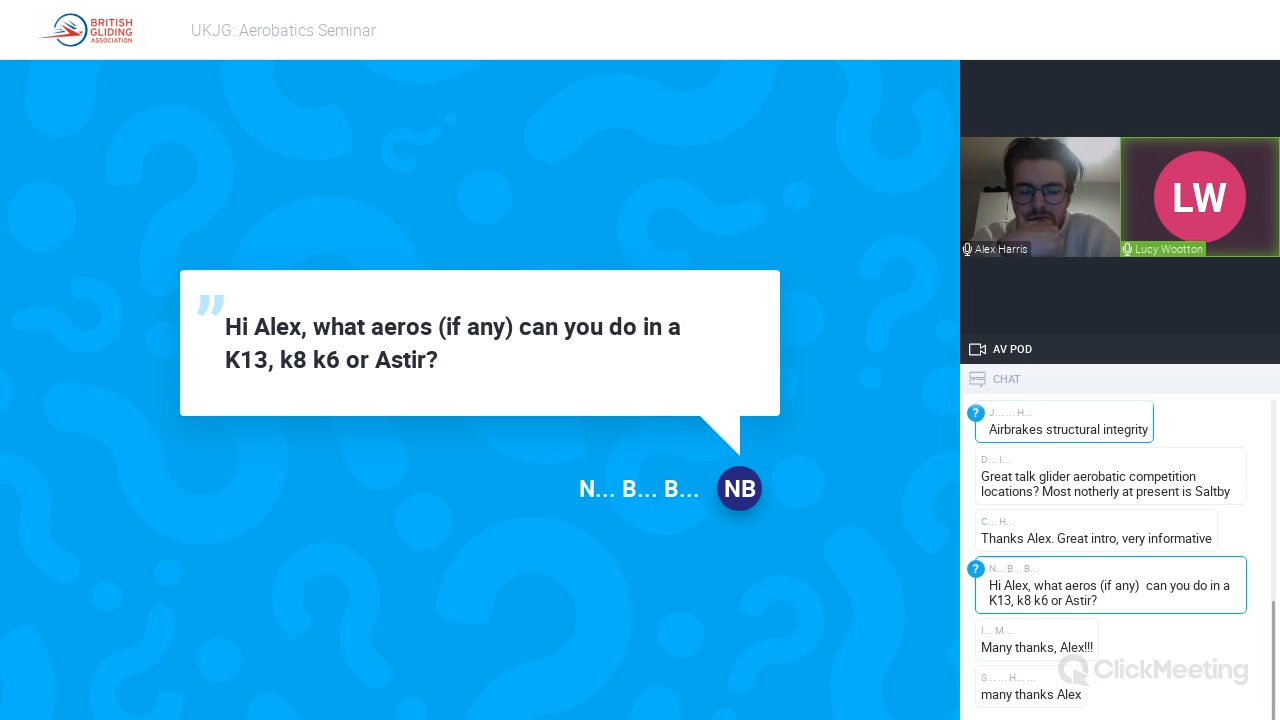 BRITISH
GLIDING
ASSOCIATION
UKJG: Aerobatics Seminar
Hi Alex, what aeros (if any) can you do in a
K13, k8 k6 or Astir?
N... B... B...
NB
LW
Alex Harris
Lucy Wootton
AV POD
CHAT
?
J... ... H...
Airbrakes structural integrity
D... I...
Great talk glider aerobatic competition
locations? Most notherly at present is Saltby
C... H...
Thanks Alex. Great intro, very informative
?
N... B... B...
Hi Alex, what aeros (if any)  can you do in a
K13, k8 k6 or Astir?
I... M...
Many thanks, Alex!!!
S... ... H... ...
many thanks Alex
ClickMeeting